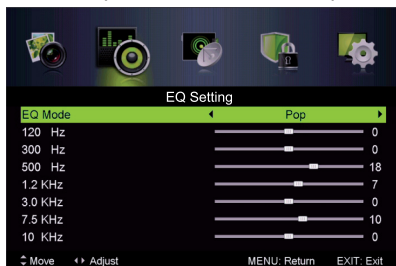 EQ Setting
EQ Mode Pop
120 Hz 0
300 Hz 0
500 Hz 18
1.2 KHz 7
3.0 KHz 0
7.5 KHz 10
10 KHz 0
Move Adjust MENU: Return EXIT: Exit